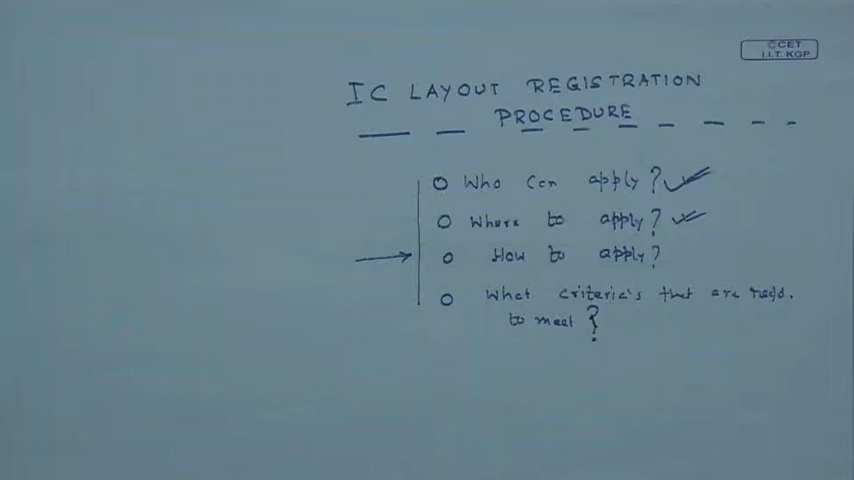 ©CET
I.I.T. KGP
IC LAYOUT REGISTRATION
PROCEDURE
Who Can apply?
Where to apply?
How to apply?
What criteria's that are reqd.
to meet?